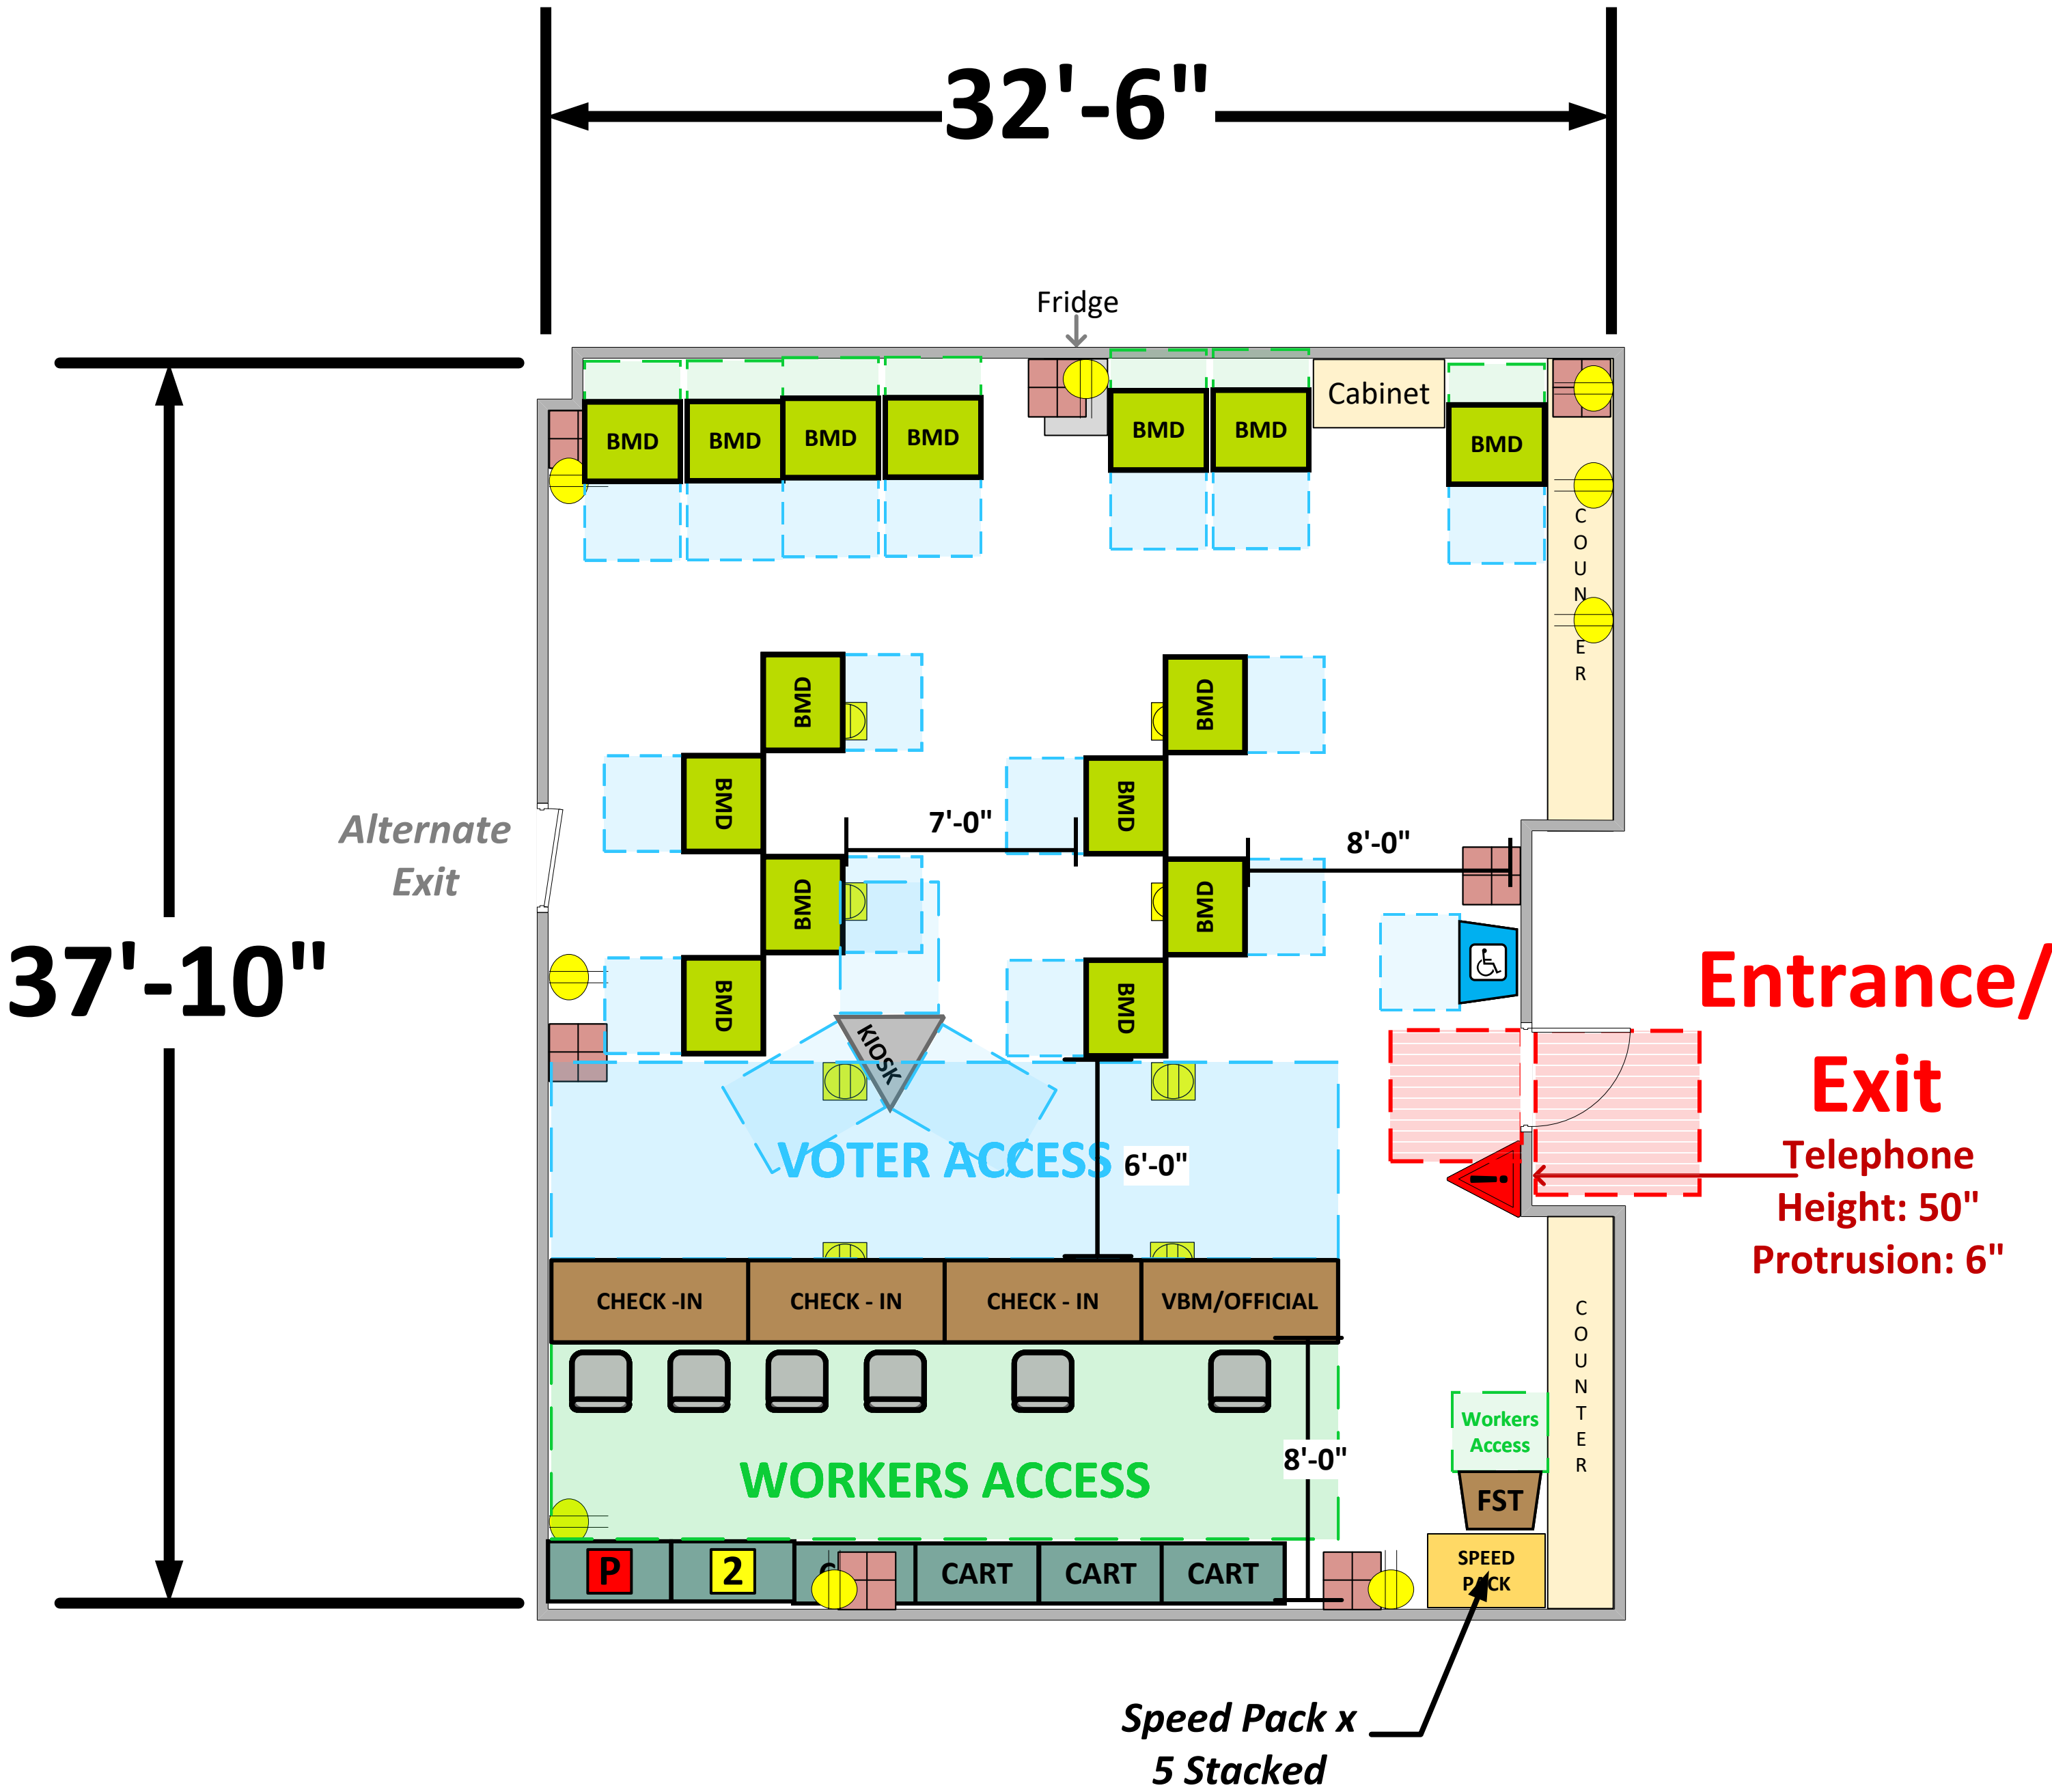 32'-6"
Fridge
Cabinet
BMD
BMD
BMD
BMD
BMD
BMD
BMD
C
O
U
N
E
R
BMD
BMD
BMD
BMD
7'-0"
8'-0"
Alternate
Exit
BMD
BMD
37'-10"
BMD
BMD
KIOSK
Entrance/
Exit
Telephone
Height: 50"
Protrusion: 6"
VOTER ACCESS
6'-0"
CHECK -IN
CHECK - IN
CHECK - IN
VBM/OFFICIAL
C
O
U
N
T
E
R
Workers
Access
8'-0"
WORKERS ACCESS
FST
P
2
CART
CART
CART
SPEED
PACK
Speed Pack x
5 Stacked